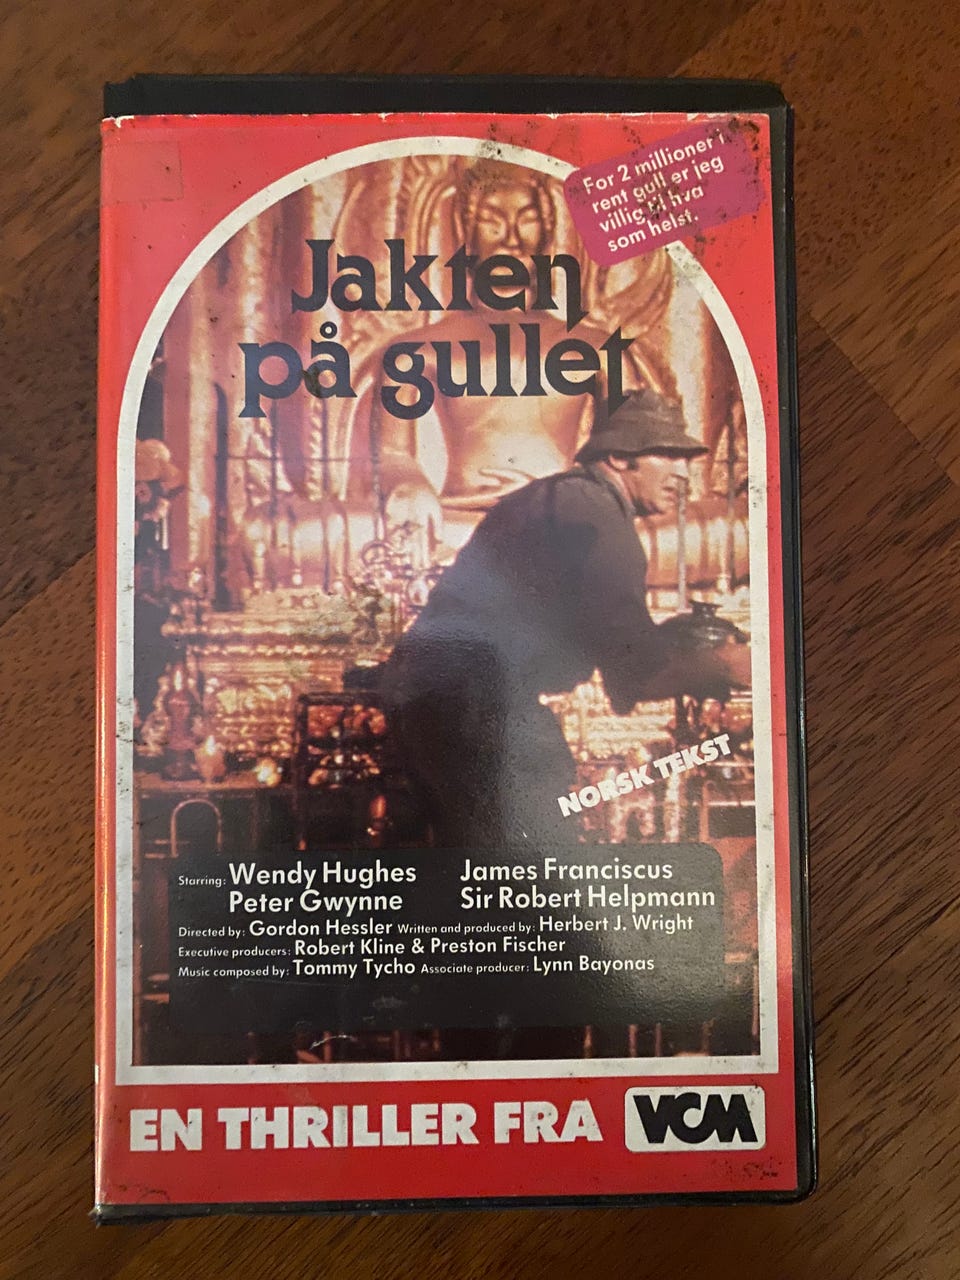 For 2 millioner i
rent gull er jeg
villig til hva
som helst.
Jakten
på gullet
NORSK TEKST
Starring: Wendy Hughes James Franciscus
Peter Gwynne Sir Robert Helpmann
Directed by: Gordon Hessler Written and produced by: Herbert J. Wright
Executive producers: Robert Kline & Preston Fischer
Music composed by: Tommy Tycho Associate producer: Lynn Bayonas
EN THRILLER FRA VCM